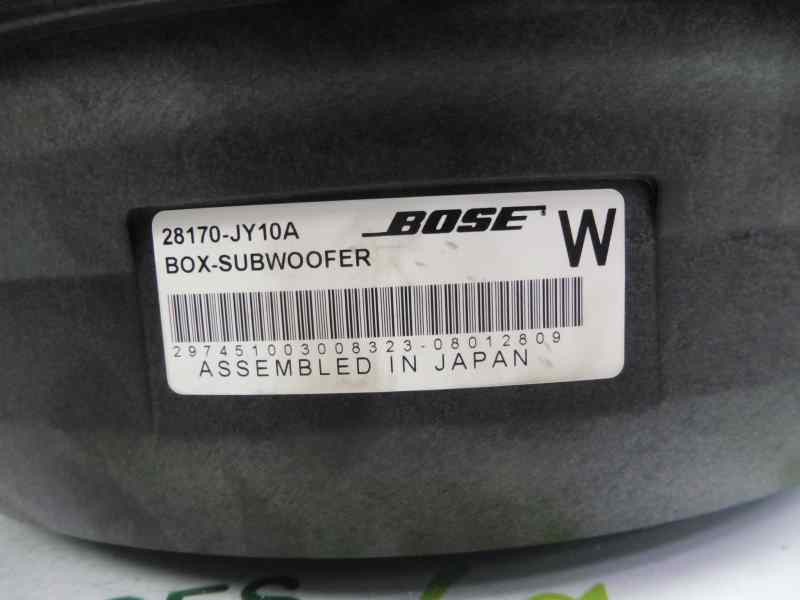 28170-JY10A BOSE W
BOX-SUBWOOFER
297451003008323-08012809
ASSEMBLED IN JAPAN